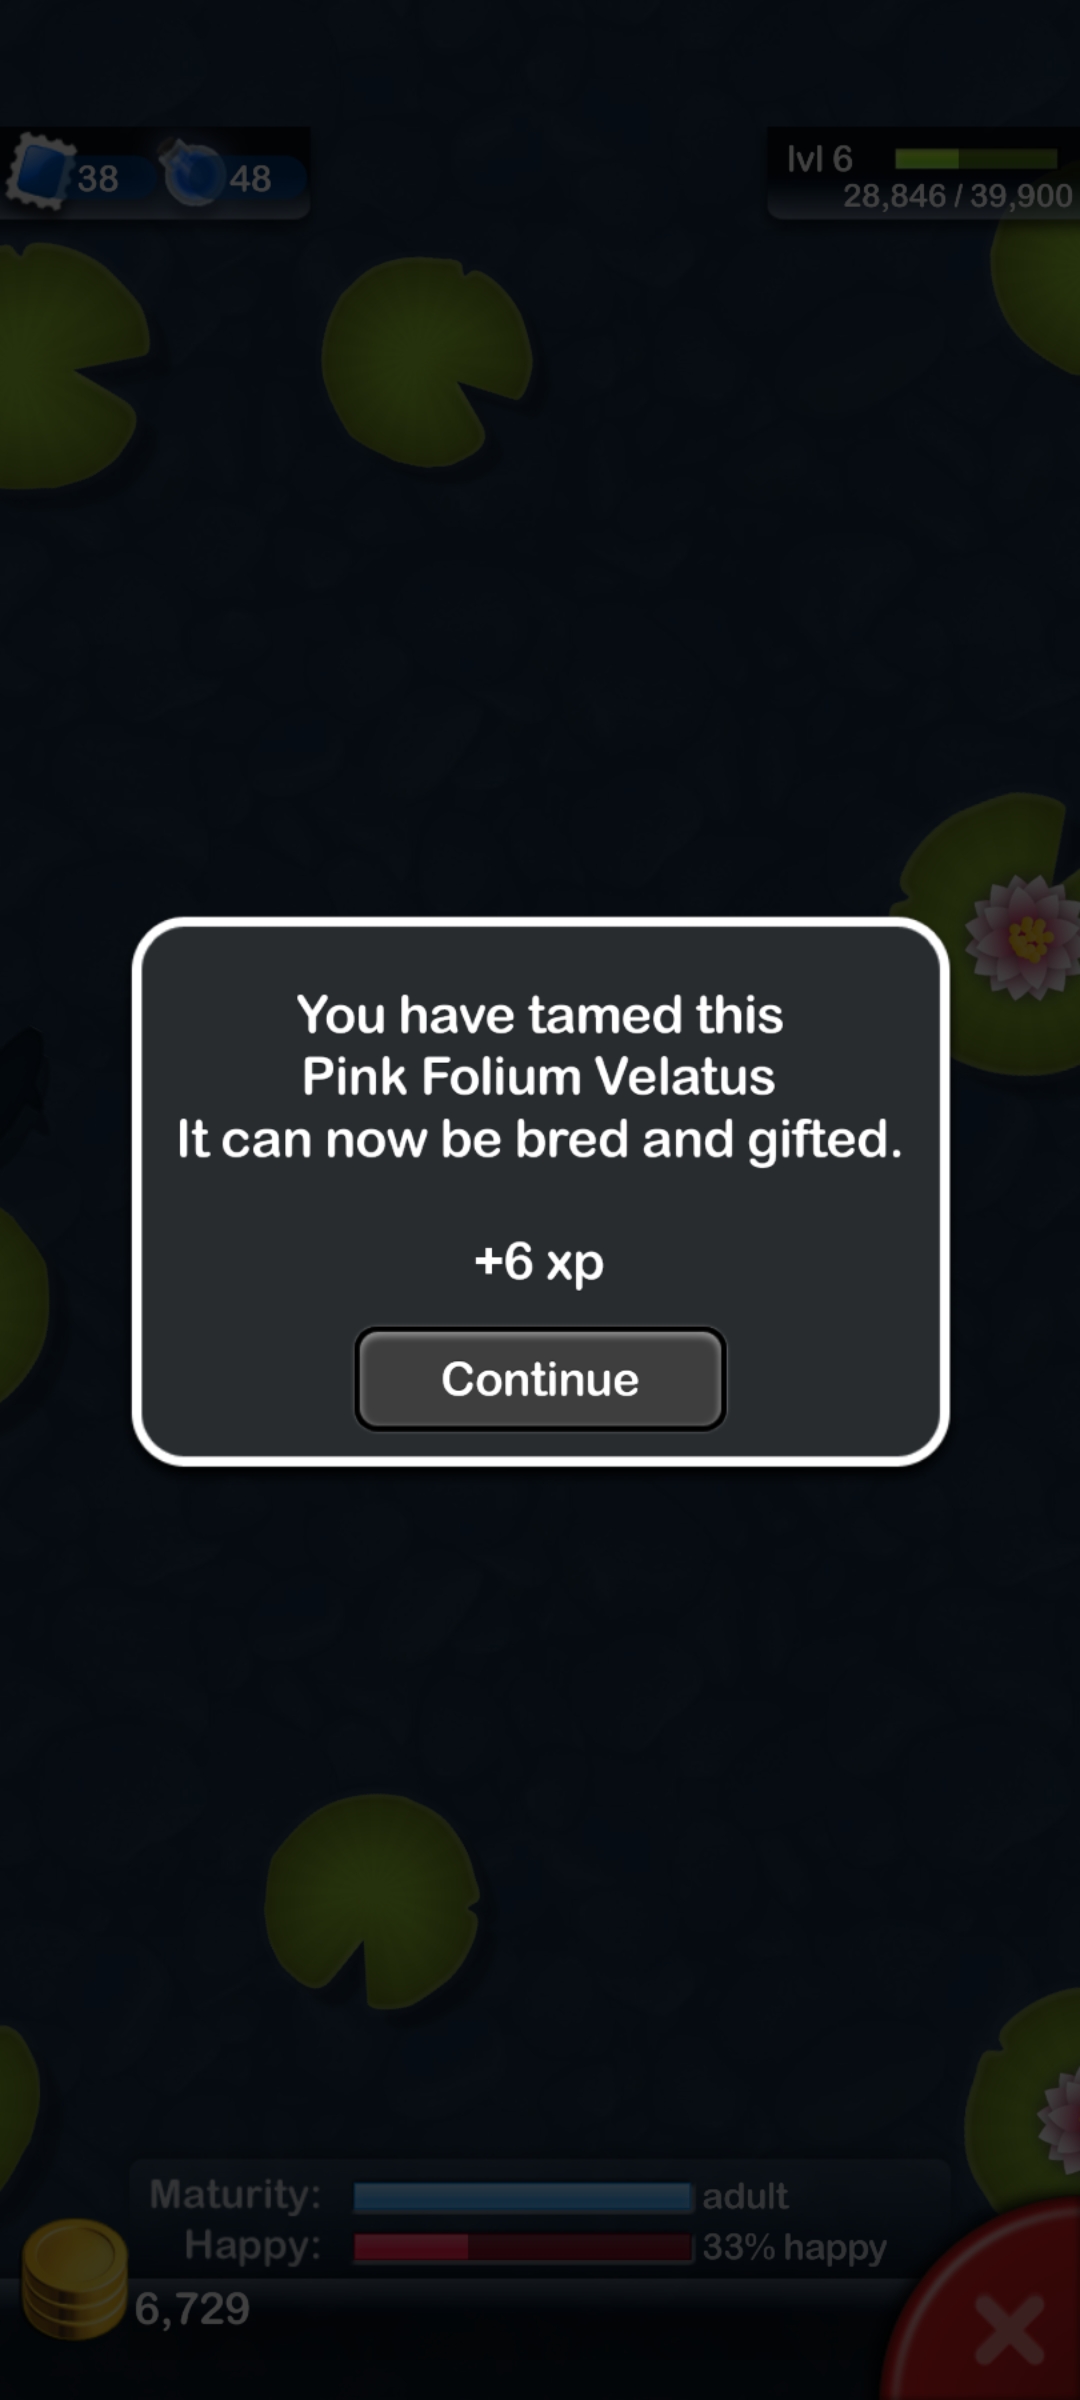 38
48
lvl 6
28,846 / 39,900
You have tamed this
Pink Folium Velatus
It can now be bred and gifted.
+6 xp
Continue
Maturity: adult
Happy: 33% happy
6,729